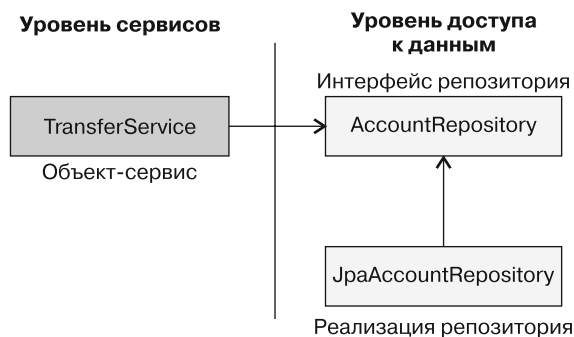 Уровень сервисов
Уровень доступа
к данным
Интерфейс репозитория
TransferService
AccountRepository
Объект-сервис
JpaAccountRepository
Реализация репозитория